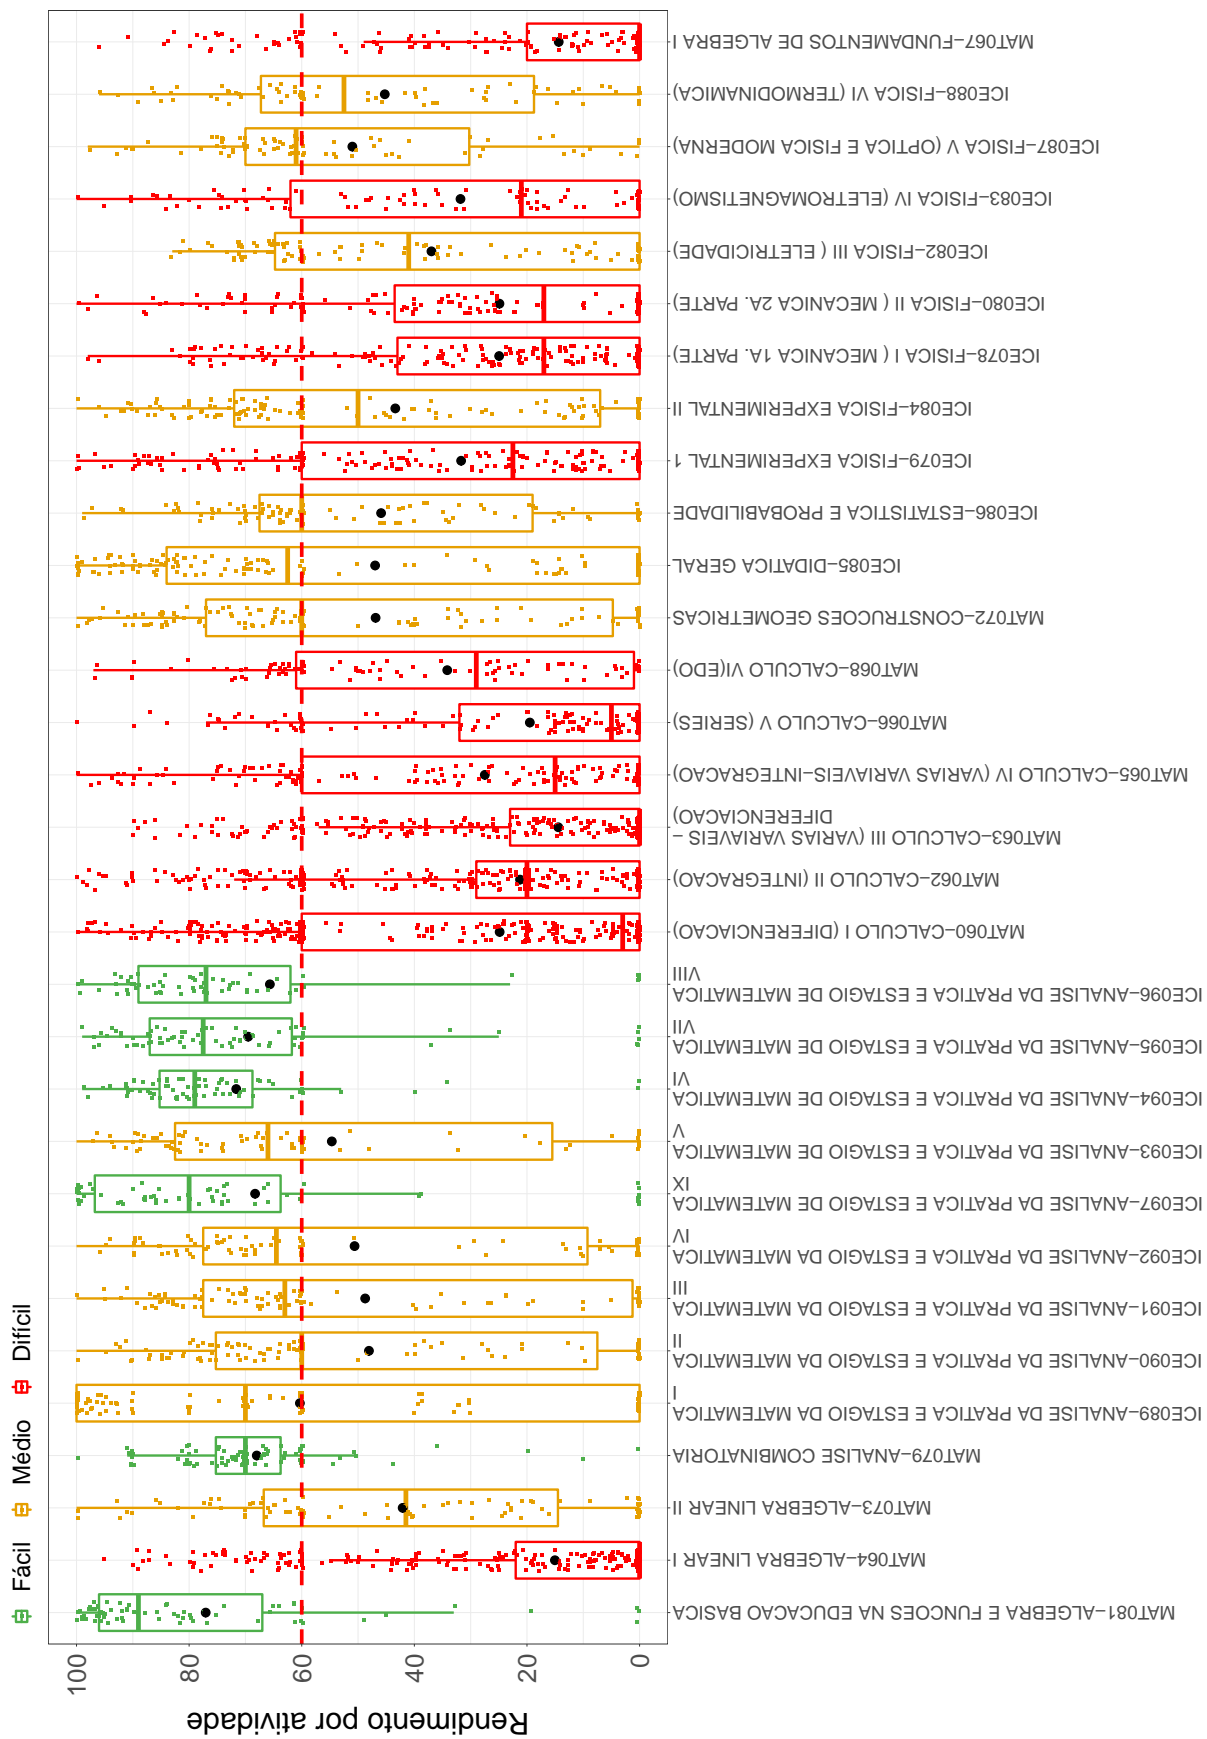 Fácil Médio Difícil
Rendimento por atividade
100
80
60
40
20
0
MAT081–ALGEBRA E FUNCOES NA EDUCACAO BASICA
MAT064–ALGEBRA LINEAR I
MAT073–ALGEBRA LINEAR II
MAT079–ANALISE COMBINATORIA
ICE089–ANALISE DA PRATICA E ESTAGIO DA MATEMATICA
I
ICE090–ANALISE DA PRATICA E ESTAGIO DA MATEMATICA
II
ICE091–ANALISE DA PRATICA E ESTAGIO DA MATEMATICA
III
ICE092–ANALISE DA PRATICA E ESTAGIO DA MATEMATICA
IV
ICE097–ANALISE DA PRATICA E ESTAGIO DE MATEMATICA
IX
ICE093–ANALISE DA PRATICA E ESTAGIO DE MATEMATICA
V
ICE094–ANALISE DA PRATICA E ESTAGIO DE MATEMATICA
VI
ICE095–ANALISE DA PRATICA E ESTAGIO DE MATEMATICA
VII
ICE096–ANALISE DA PRATICA E ESTAGIO DE MATEMATICA
VIII
MAT060–CALCULO I (DIFERENCIACAO)
MAT062–CALCULO II (INTEGRACAO)
MAT063–CALCULO III (VARIAS VARIAVEIS –
DIFERENCIACAO)
MAT065–CALCULO IV (VARIAS VARIAVEIS–INTEGRACAO)
MAT066–CALCULO V (SERIES)
MAT068–CALCULO VI(EDO)
MAT072–CONSTRUCOES GEOMETRICAS
ICE085–DIDATICA GERAL
ICE086–ESTATISTICA E PROBABILIDADE
ICE079–FISICA EXPERIMENTAL 1
ICE084–FISICA EXPERIMENTAL II
ICE078–FISICA I ( MECANICA 1A. PARTE)
ICE080–FISICA II ( MECANICA 2A. PARTE)
ICE082–FISICA III ( ELETRICIDADE)
ICE083–FISICA IV (ELETROMAGNETISMO)
ICE087–FISICA V (OPTICA E FISICA MODERNA)
ICE088–FISICA VI (TERMODINAMICA)
MAT067–FUNDAMENTOS DE ALGEBRA I